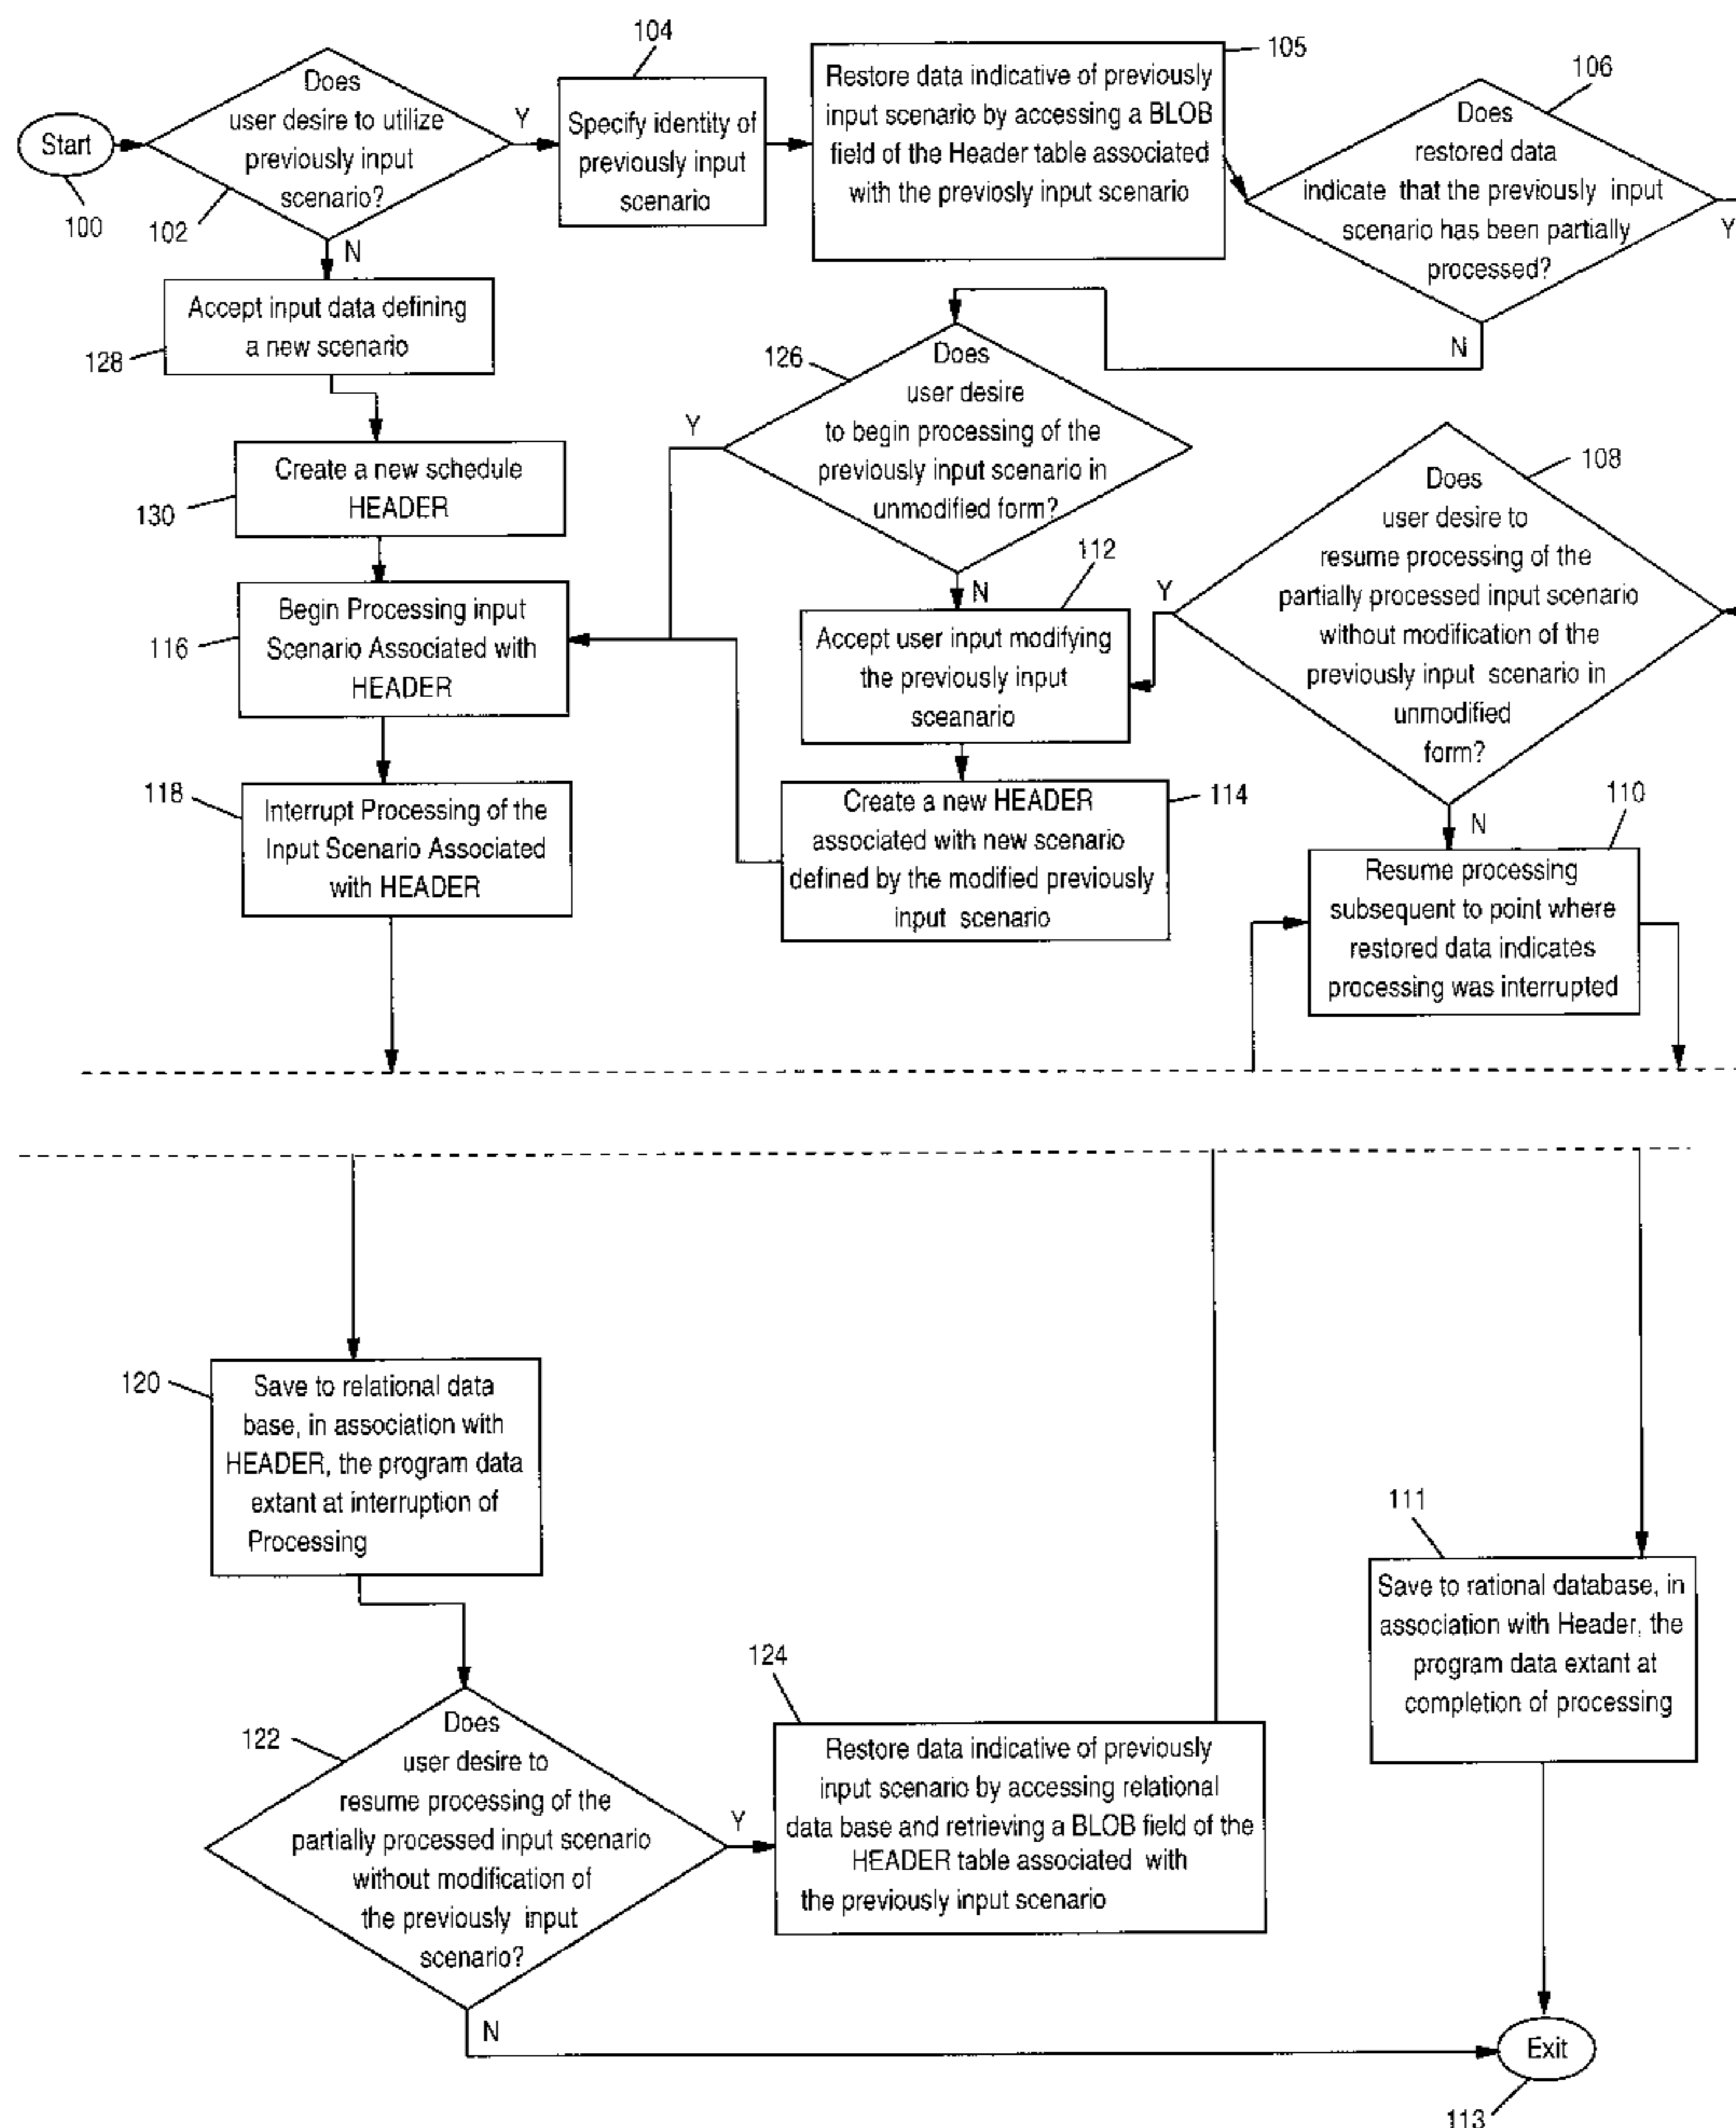 104
105
106
Start
100
Does
user desire to utilize
previously input
scenario?
102
Y
N
Specify identity of
previously input
scenario
Restore data indicative of previously
input scenario by accessing a BLOB
field of the Header table associated
with the previosly input scenario
Does
restored data
indicate that the previously input
scenario has been partially
processed?
Y
N
Accept input data defining
a new scenario
128
126
Does
user desire
to begin processing of the
previously input scenario in
unmodified form?
Y
N
108
Does
user desire to
resume processing of the
partially processed input scenario
without modification of the
previously input scenario in
unmodified
form?
Y
N
Create a new schedule
HEADER
130
112
Begin Processing input
Scenario Associated with
HEADER
116
Accept user input modifying
the previously input
sceanario
118
Interrupt Processing of the
Input Scenario Associated
with HEADER
Create a new HEADER
associated with new scenario
defined by the modified previously
input scenario
114
110
Resume processing
subsequent to point where
restored data indicates
processing was interrupted
120
Save to relational data
base, in association with
HEADER, the program data
extant at interruption of
Processing
111
Save to rational database, in
association with Header, the
program data extant at
completion of processing
122
Does
user desire to
resume processing of the
partially processed input scenario
without modification of
the previously input
scenario?
Y
N
124
Restore data indicative of previously
input scenario by accessing relational
data base and retrieving a BLOB field of the
HEADER table associated with
the previously input scenario
Exit
113